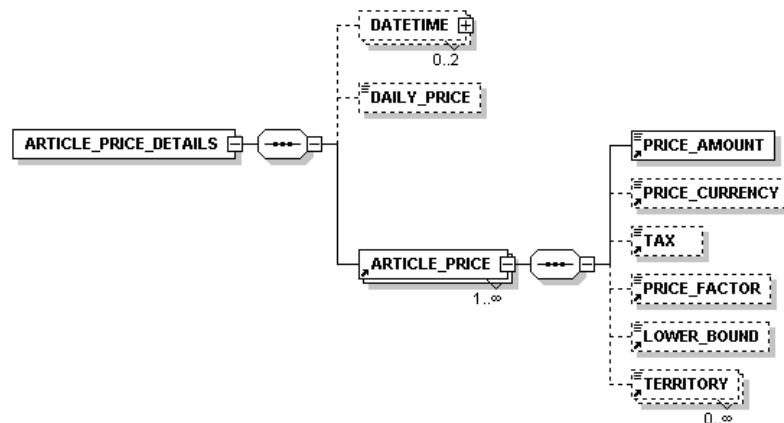 DATETIME
0..2
DAILY_PRICE
ARTICLE_PRICE_DETAILS
ARTICLE_PRICE
1..∞
PRICE_AMOUNT
PRICE_CURRENCY
TAX
PRICE_FACTOR
LOWER_BOUND
TERRITORY
0..∞